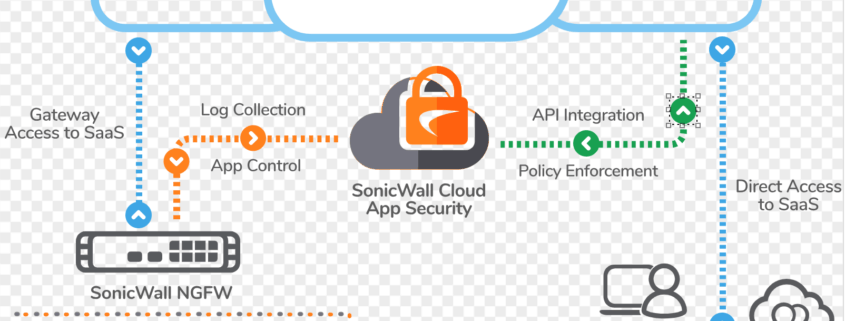 Gateway
Access to SaaS
Log Collection
App Control
SonicWall Cloud
App Security
API Integration
Policy Enforcement
Direct Access
to SaaS
SonicWall NGFW